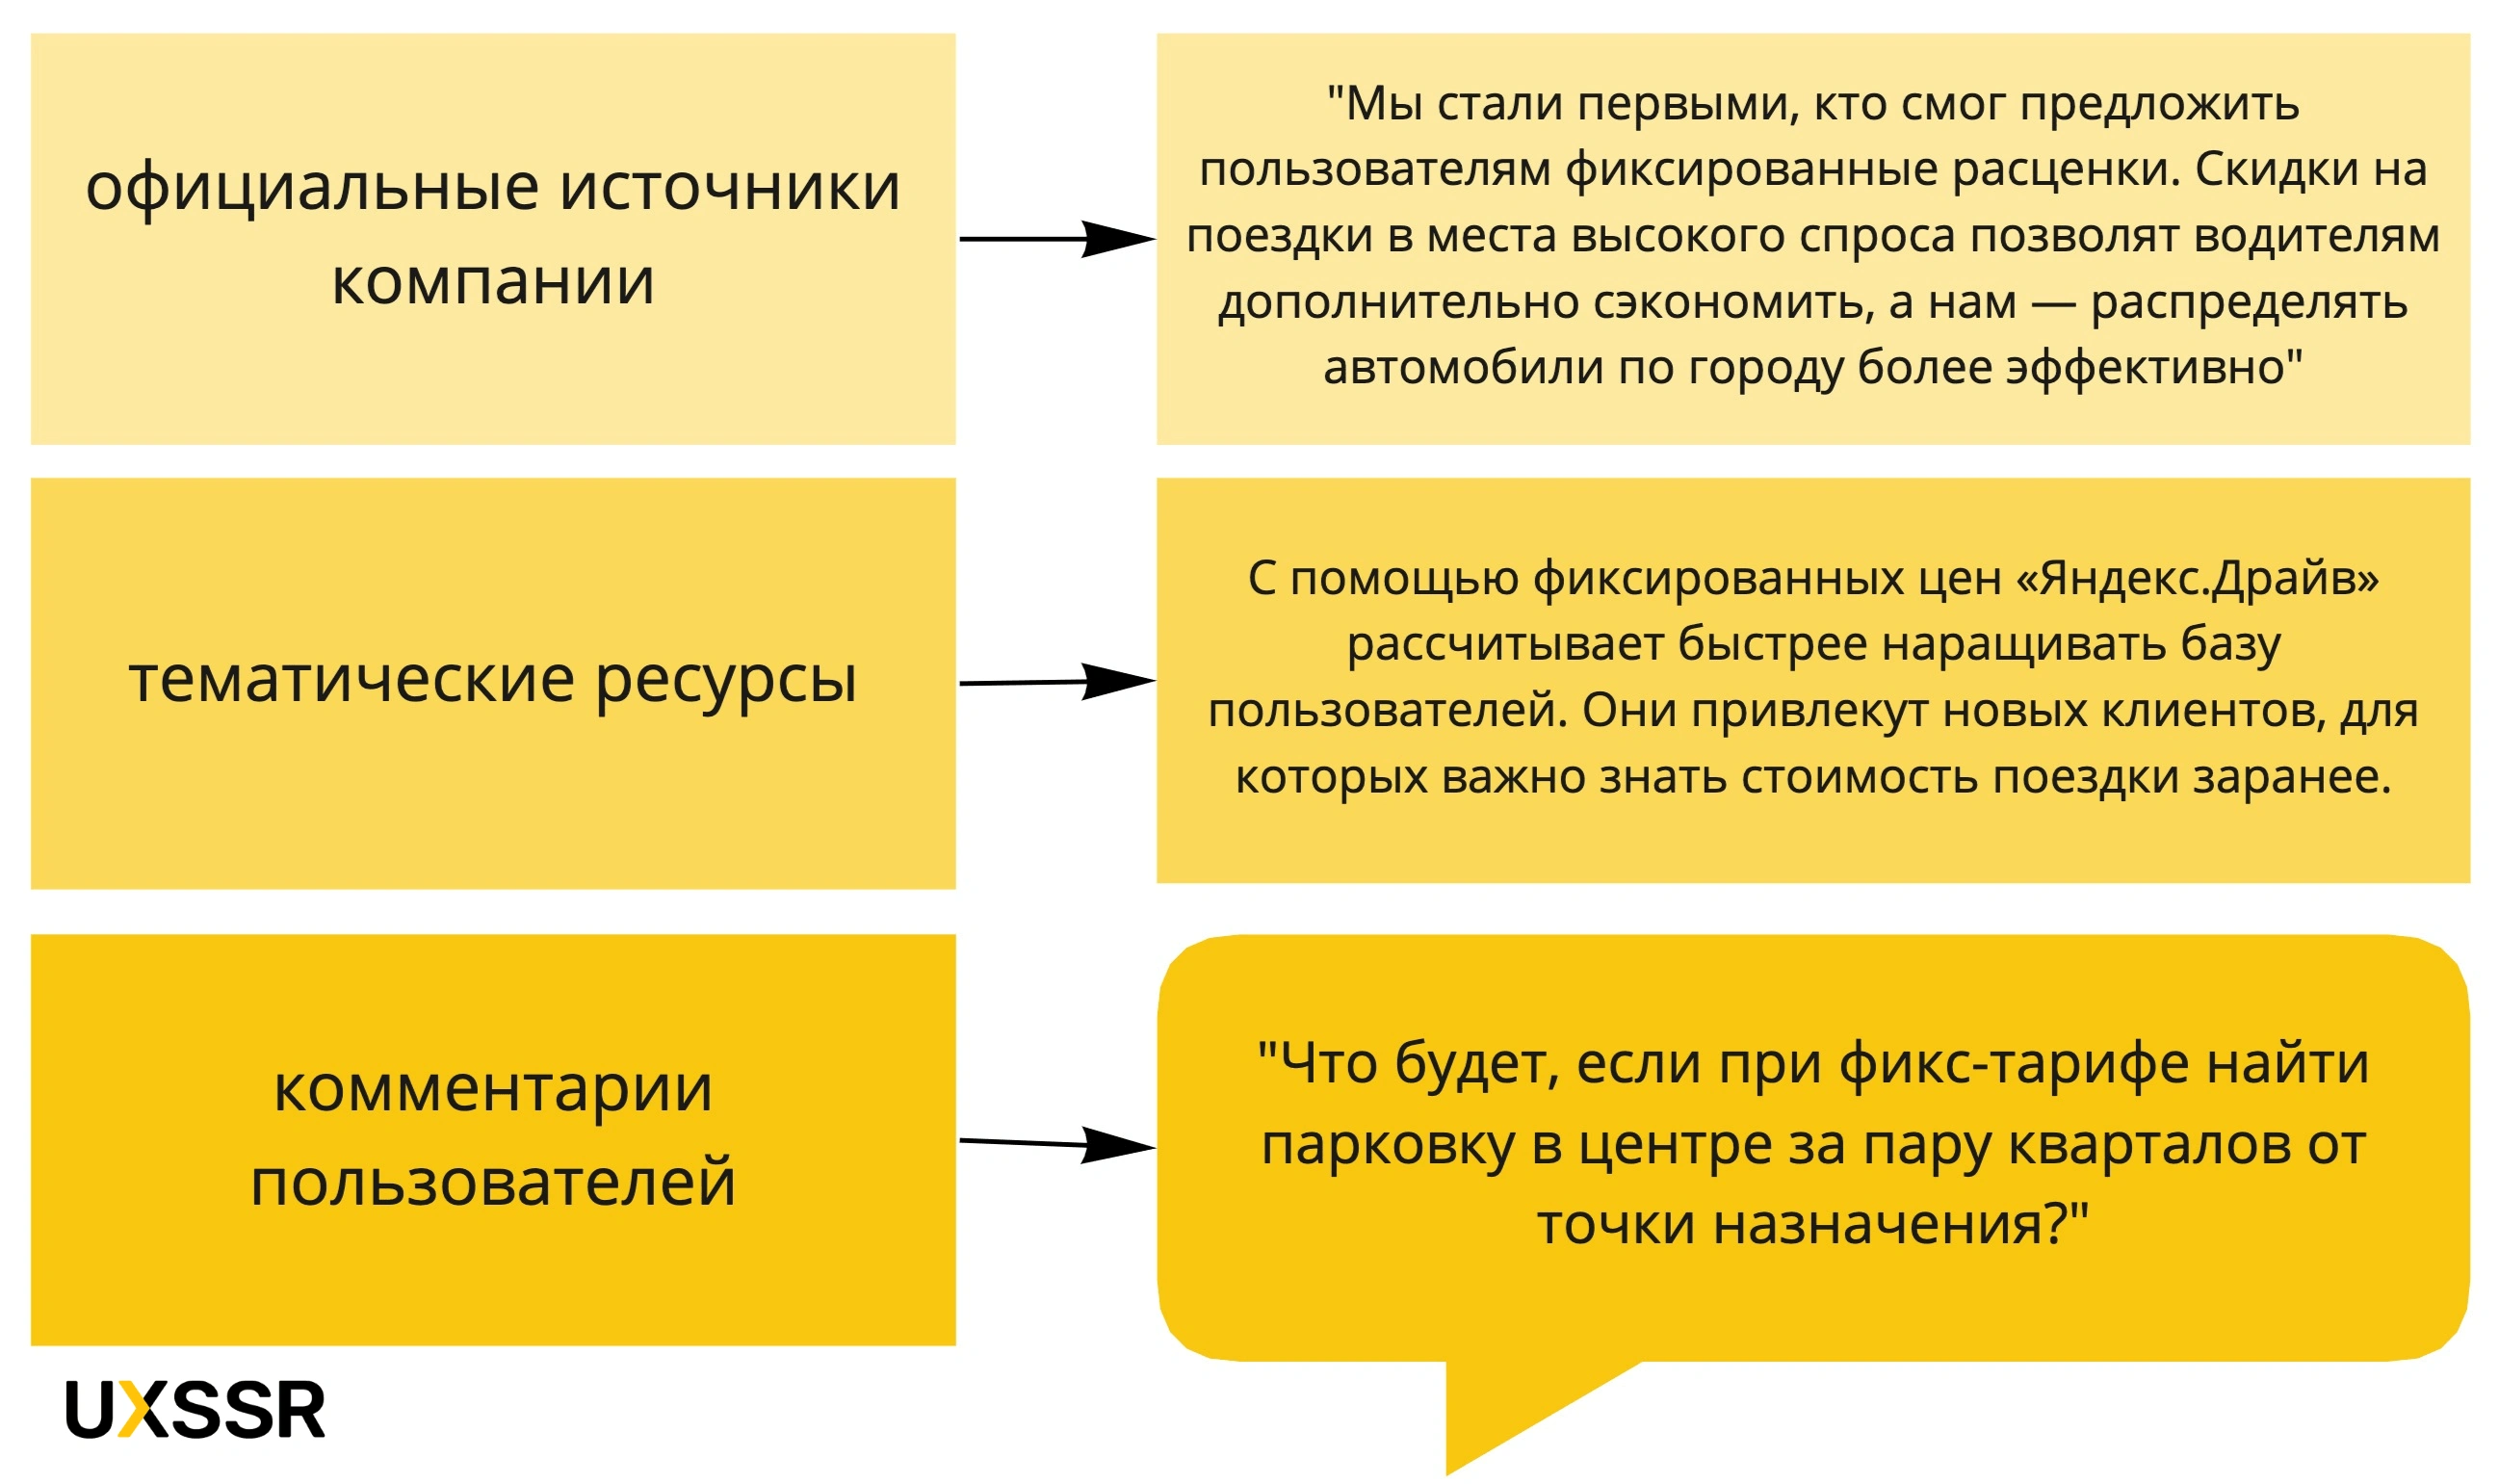 официальные источники
компании
"Мы стали первыми, кто смог предложить
пользователям фиксированные расценки. Скидки на
поездки в места высокого спроса позволят водителям
дополнительно сэкономить, а нам — распределять
автомобили по городу более эффективно"
тематические ресурсы
С помощью фиксированных цен «Яндекс.Драйв»
рассчитывает быстрее наращивать базу
пользователей. Они привлекут новых клиентов, для
которых важно знать стоимость поездки заранее.
комментарии
пользователей
"Что будет, если при фикс-тарифе найти
парковку в центре за пару кварталов от
точки назначения?"
UXSSR